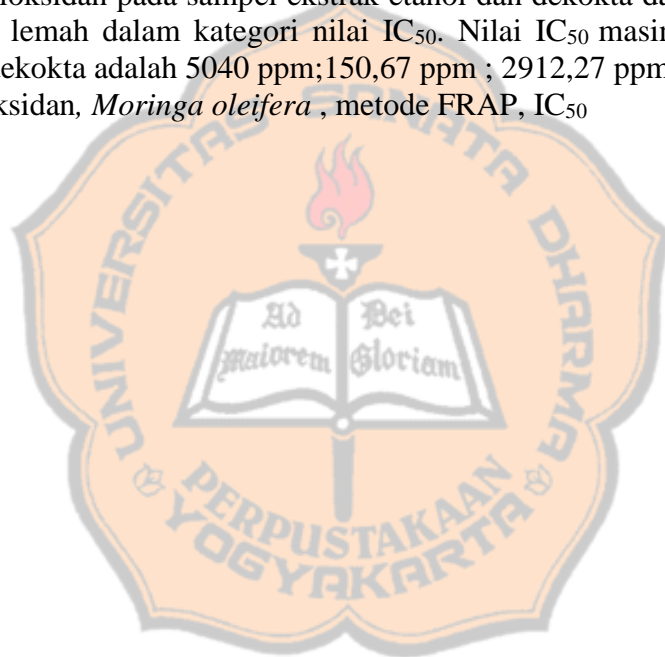 oksidan pada sampel ekstrak etanol dan dekokta da
lemah dalam kategori nilai IC50. Nilai IC50 masin
dekokta adalah 5040 ppm;150,67 ppm ; 2912,27 ppm
ksidan, Moringa oleifera , metode FRAP, IC50
UNIVERSITAS SANATA DHARMA
Ad Dei
Maiorem Gloriam
PERPUSTAKAAN
YOGYAKARTA